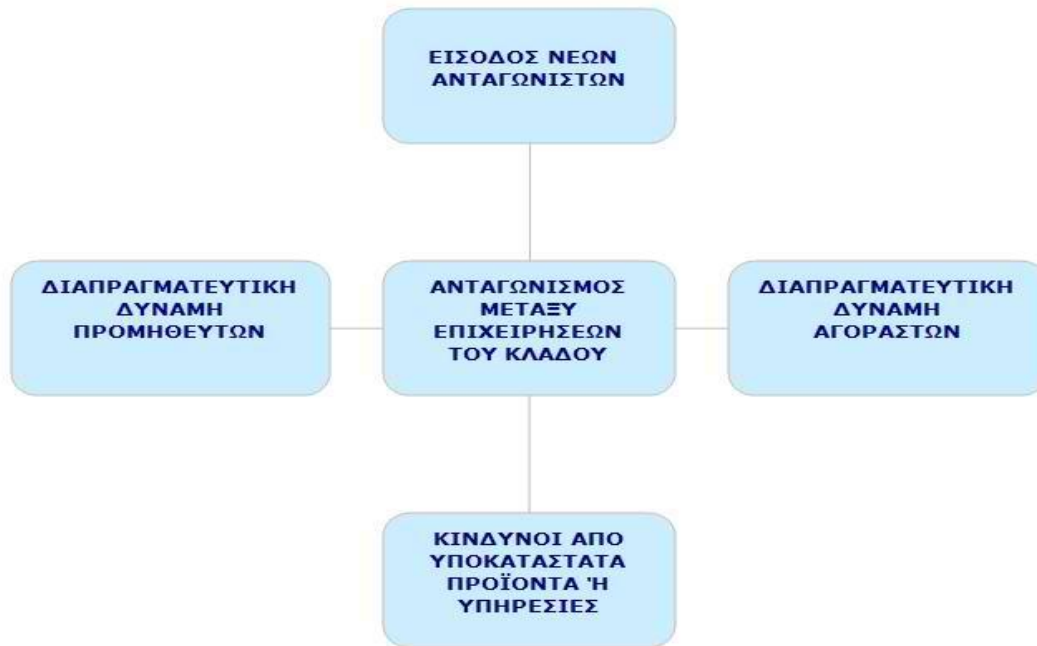 ΕΙΣΟΔΟΣ ΝΕΩΝ
ΑΝΤΑΓΩΝΙΣΤΩΝ
ΔΙΑΠΡΑΓΜΑΤΕΥΤΙΚΗ
ΔΥΝΑΜΗ
ΠΡΟΜΗΘΕΥΤΩΝ
ΑΝΤΑΓΩΝΙΣΜΟΣ
ΜΕΤΑΞΥ
ΕΠΙΧΕΙΡΗΣΕΩΝ
ΤΟΥ ΚΛΑΔΟΥ
ΔΙΑΠΡΑΓΜΑΤΕΥΤΙΚΗ
ΔΥΝΑΜΗ
ΑΓΟΡΑΣΤΩΝ
ΚΙΝΔΥΝΟΙ ΑΠΟ
ΥΠΟΚΑΤΑΣΤΑΤΑ
ΠΡΟΪΟΝΤΑ Ή
ΥΠΗΡΕΣΙΕΣ